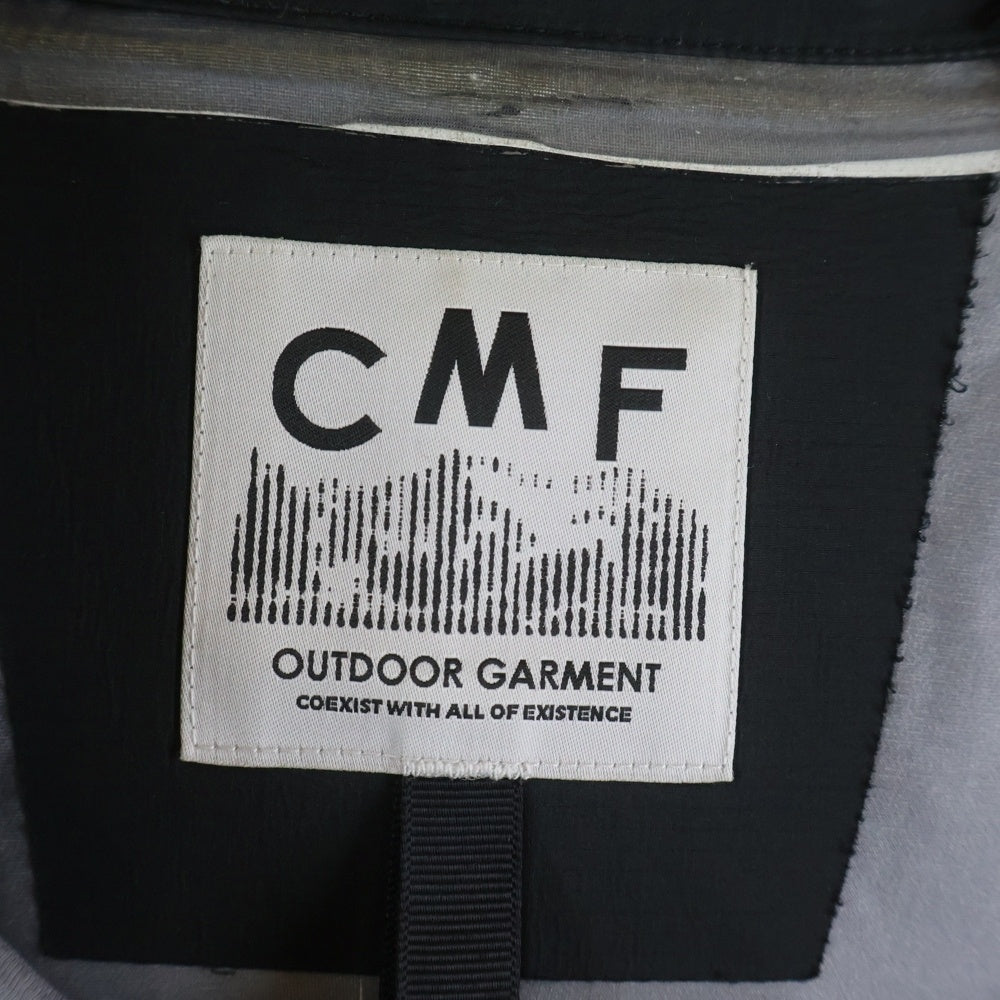 CMF
OUTDOOR GARMENT
COEXIST WITH ALL OF EXISTENCE